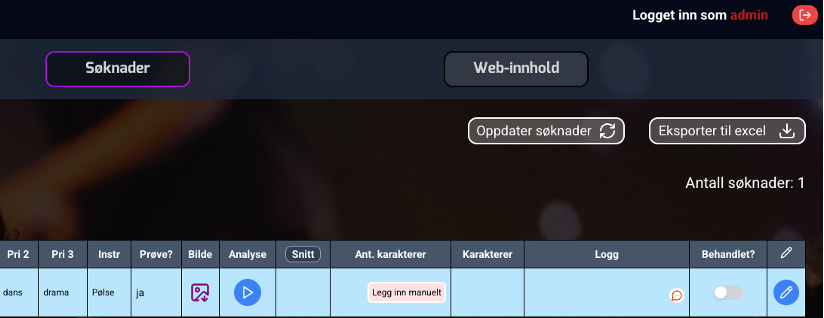 Logget inn som admin
Søknader
Web-innhold
Oppdater søknader
Eksporter til excel
Antall søknader: 1
Pri 2 Pri 3 Instr Prøve? Bilde Analyse Snitt Ant. karakterer Karakterer Logg Behandlet?
dans drama Pølse ja Legg inn manuelt